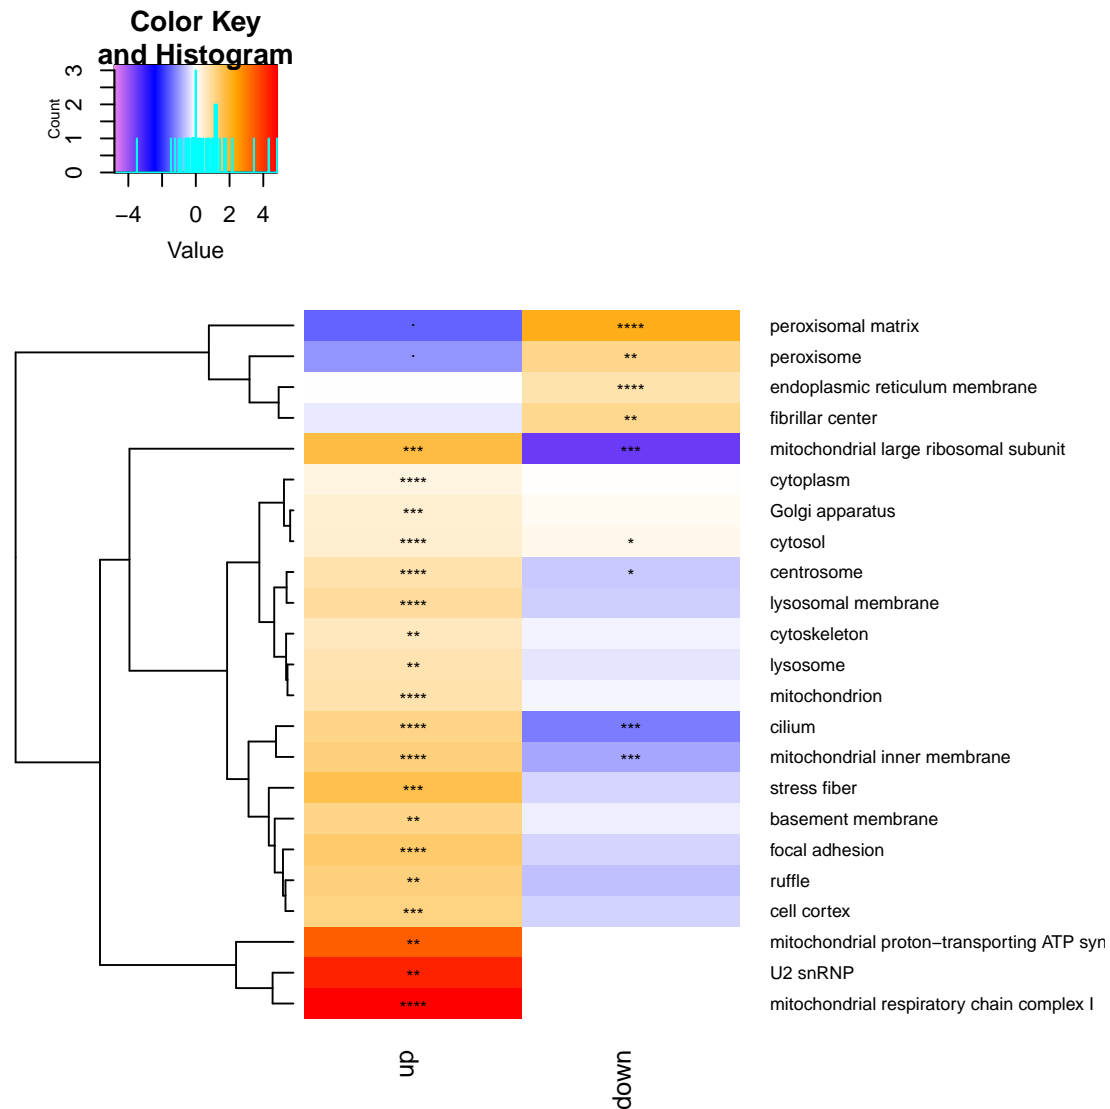 Color Key
and Histogram
Count
0 1 2 3
−4 0 2 4
Value
· **** peroxisomal matrix
· ** peroxisome
**** endoplasmic reticulum membrane
** fibrillar center
*** *** mitochondrial large ribosomal subunit
**** cytoplasm
*** Golgi apparatus
**** * cytosol
**** * centrosome
**** lysosomal membrane
** cytoskeleton
** lysosome
**** mitochondrion
**** *** cilium
**** *** mitochondrial inner membrane
*** stress fiber
** basement membrane
**** focal adhesion
** ruffle
*** cell cortex
** mitochondrial proton−transporting ATP syn
** U2 snRNP
**** mitochondrial respiratory chain complex I
up
down